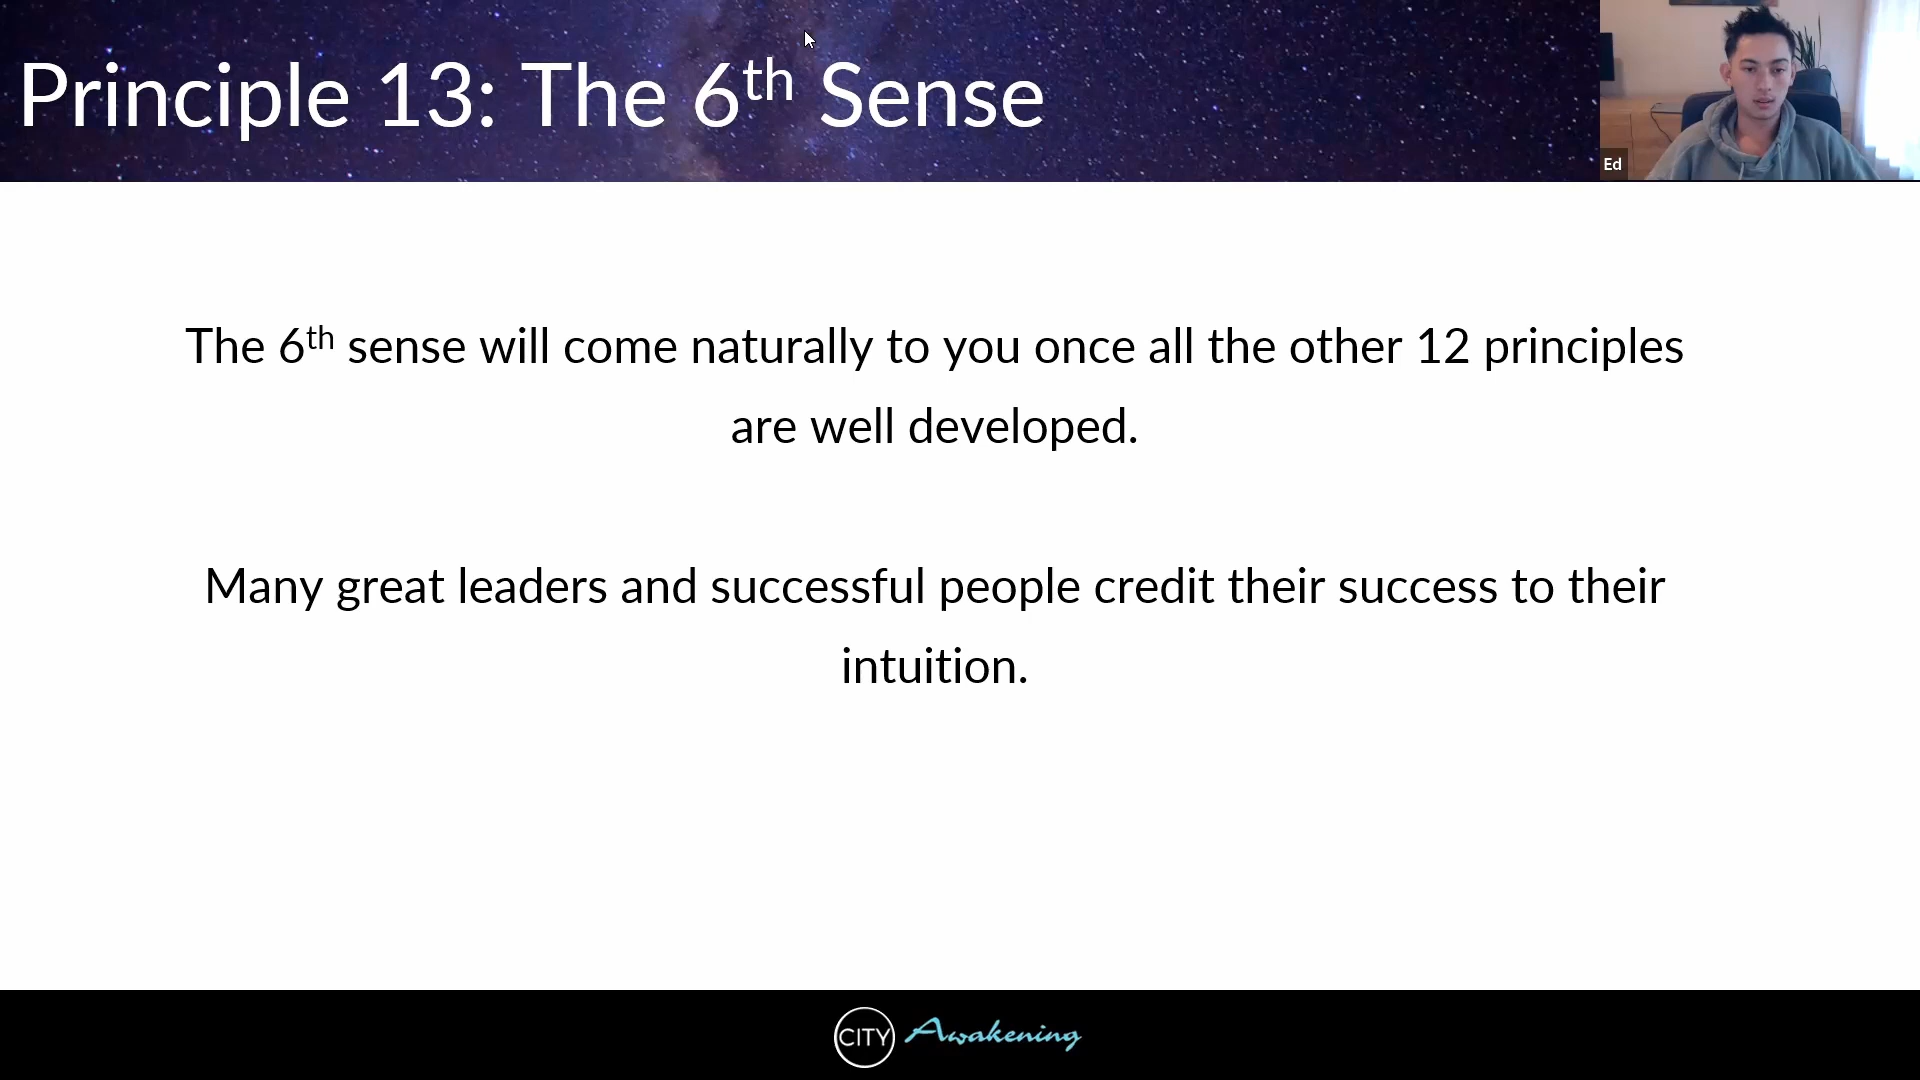 Principle 13: The 6th Sense
Ed
The 6th sense will come naturally to you once all the other 12 principles
are well developed.
Many great leaders and successful people credit their success to their
intuition.
CITY Awakening